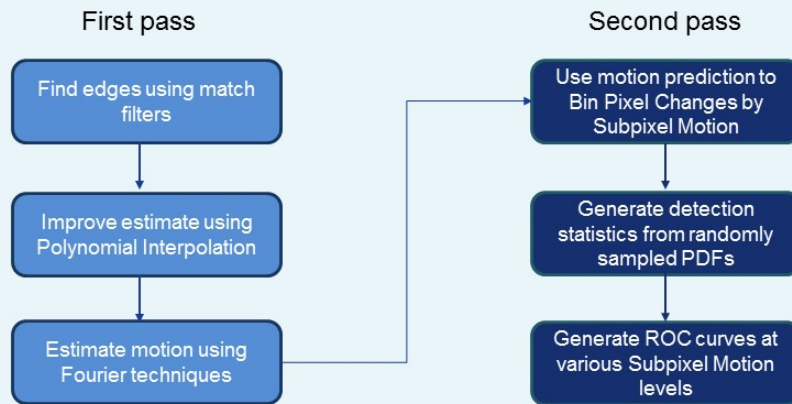 First pass
Find edges using match
filters
Improve estimate using
Polynomial Interpolation
Estimate motion using
Fourier techniques
Second pass
Use motion prediction to
Bin Pixel Changes by
Subpixel Motion
Generate detection
statistics from randomly
sampled PDFs
Generate ROC curves at
various Subpixel Motion
levels